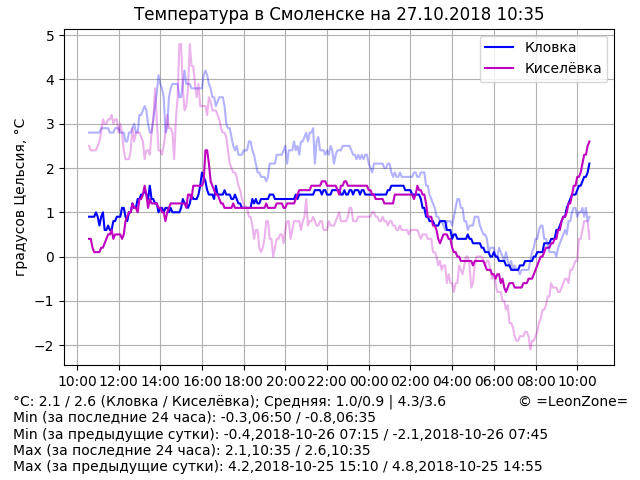 Температура в Смоленске на 27.10.2018 10:35
Кловка
Киселёвка
градусов Цельсия, °C
5
4
3
2
1
0
−1
−2
10:00 12:00 14:00 16:00 18:00 20:00 22:00 00:00 02:00 04:00 06:00 08:00 10:00
°C: 2.1 / 2.6 (Кловка / Киселёвка); Средняя: 1.0/0.9 | 4.3/3.6 © =LeonZone=
Min (за последние 24 часа): -0.3,06:50 / -0.8,06:35
Min (за предыдущие сутки): -0.4,2018-10-26 07:15 / -2.1,2018-10-26 07:45
Max (за последние 24 часа): 2.1,10:35 / 2.6,10:35
Max (за предыдущие сутки): 4.2,2018-10-25 15:10 / 4.8,2018-10-25 14:55